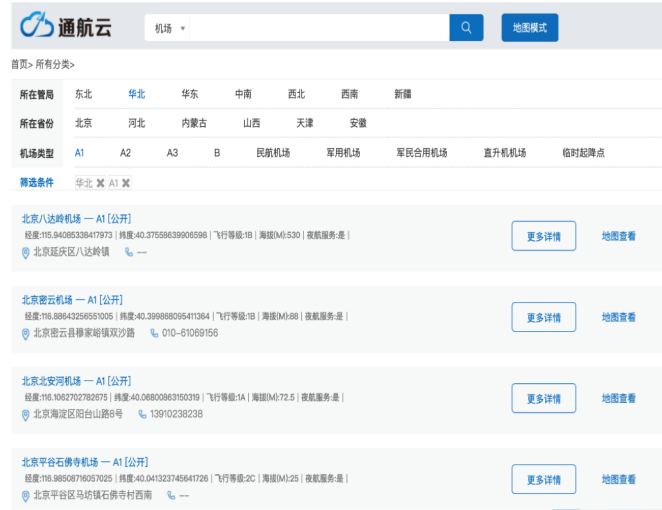 通航云 机场 地图模式
首页> 所有分类>
所在管局 东北 华北 华东 中南 西北 西南 新疆
所在省份 北京 河北 内蒙古 山西 天津 安徽
机场类型 A1 A2 A3 B 民航机场 军用机场 军民合用机场 直升机机场 临时起降点
筛选条件 华北 ✖ A1 ✖
北京八达岭机场 — A1 [公开]
经度:115.94085338417973 | 纬度:40.37558639906598 | 飞行等级:1B | 海拔(M):530 | 夜航服务:是 |
北京延庆区八达岭镇 --
更多详情 地图查看
北京密云机场 — A1 [公开]
经度:116.88643256551005 | 纬度:40.399868095411364 | 飞行等级:1B | 海拔(M):88 | 夜航服务:是 |
北京密云县穆家峪镇双沙路 010-61069156
更多详情 地图查看
北京北安河机场 — A1 [公开]
经度:116.1062702782675 | 纬度:40.06800863150319 | 飞行等级:1A | 海拔(M):72.5 | 夜航服务:是 |
北京海淀区阳台山路8号 13910238238
更多详情 地图查看
北京平谷石佛寺机场 — A1 [公开]
经度:116.98508716057025 | 纬度:40.041323745641726 | 飞行等级:2C | 海拔(M):25 | 夜航服务:是 |
北京平谷区马坊镇石佛寺村西南 --
更多详情 地图查看